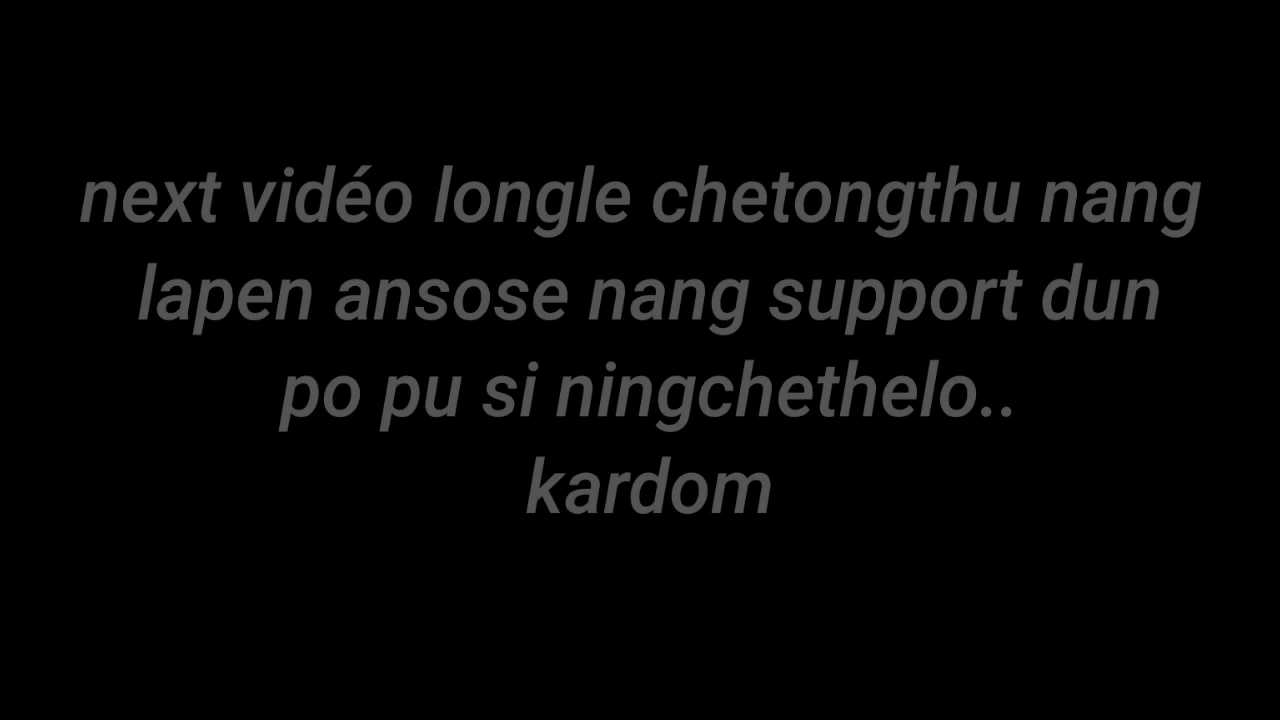 next vidéo longle chetongthu nang
lapen ansose nang support dun
po pu si ningchethelo..
kardom